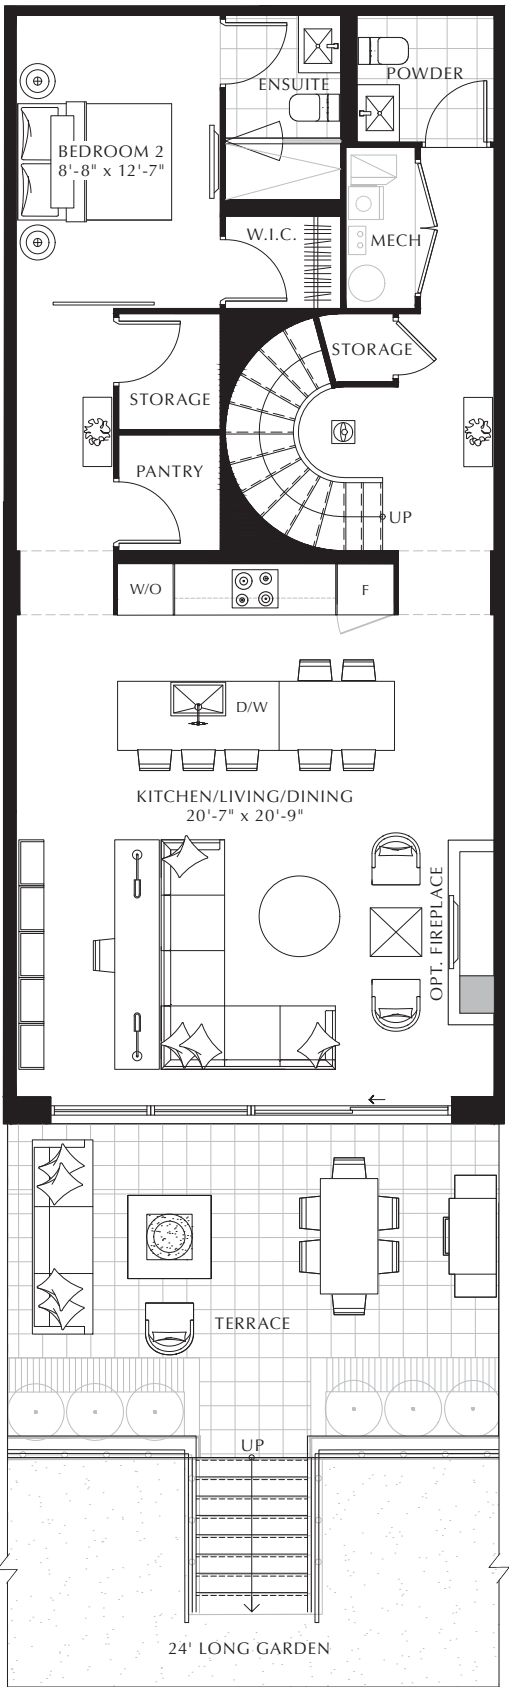 ENSUITE
POWDER
BEDROOM 2
8'-8" x 12'-7"
W.I.C.
MECH
STORAGE
STORAGE
PANTRY
UP
W/O
F
D/W
KITCHEN/LIVING/DINING
20'-7" x 20'-9"
OPT. FIREPLACE
TERRACE
UP
24' LONG GARDEN